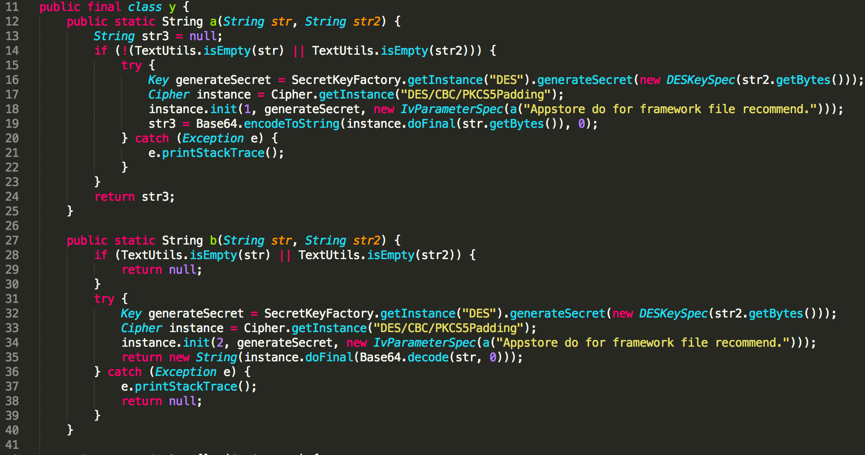 11 public final class y {
12 public static String a(String str, String str2) {
13 String str3 = null;
14 if (!(TextUtils.isEmpty(str) || TextUtils.isEmpty(str2))) {
15 try {
16 Key generateSecret = SecretKeyFactory.getInstance("DES").generateSecret(new DESKeySpec(str2.getBytes()));
17 Cipher instance = Cipher.getInstance("DES/CBC/PKCS5Padding");
18 instance.init(1, generateSecret, new IvParameterSpec(a("Appstore do for framework file recommend.")));
19 str3 = Base64.encodeToString(instance.doFinal(str.getBytes()), 0);
20 } catch (Exception e) {
21 e.printStackTrace();
22 }
23 }
24 return str3;
25 }
26
27 public static String b(String str, String str2) {
28 if (TextUtils.isEmpty(str) || TextUtils.isEmpty(str2)) {
29 return null;
30 }
31 try {
32 Key generateSecret = SecretKeyFactory.getInstance("DES").generateSecret(new DESKeySpec(str2.getBytes()));
33 Cipher instance = Cipher.getInstance("DES/CBC/PKCS5Padding");
34 instance.init(2, generateSecret, new IvParameterSpec(a("Appstore do for framework file recommend.")));
35 return new String(instance.doFinal(Base64.decode(str, 0)));
36 } catch (Exception e) {
37 e.printStackTrace();
38 return null;
39 }
40 }
41